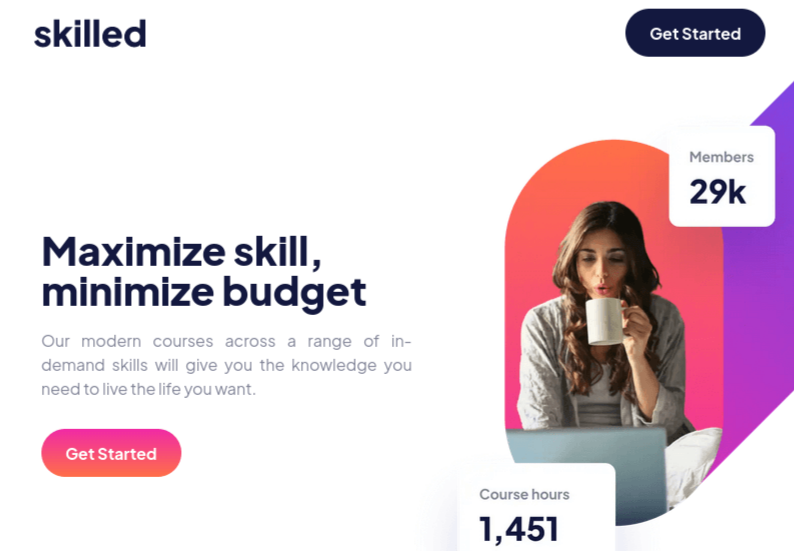 skilled
Get Started
Members
29k
Maximize skill,
minimize budget
Our modern courses across a range of in-
demand skills will give you the knowledge you
need to live the life you want.
Get Started
Course hours
1,451